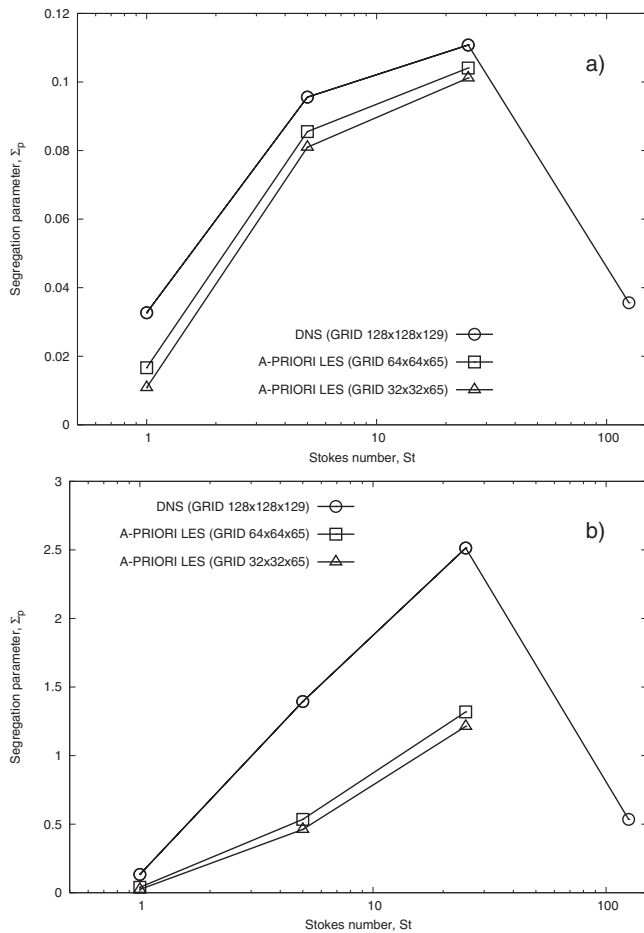 0.12
a)
0.1
0.08
Segregation parameter, Σp
0.06
0.04
DNS (GRID 128x128x129)
A-PRIORI LES (GRID 64x64x65)
0.02
A-PRIORI LES (GRID 32x32x65)
0
1
10
100
Stokes number, St
3
DNS (GRID 128x128x129)
b)
A-PRIORI LES (GRID 64x64x65)
2.5
A-PRIORI LES (GRID 32x32x65)
2
Segregation parameter, Σp
1.5
1
0.5
0
1
10
100
Stokes number, St